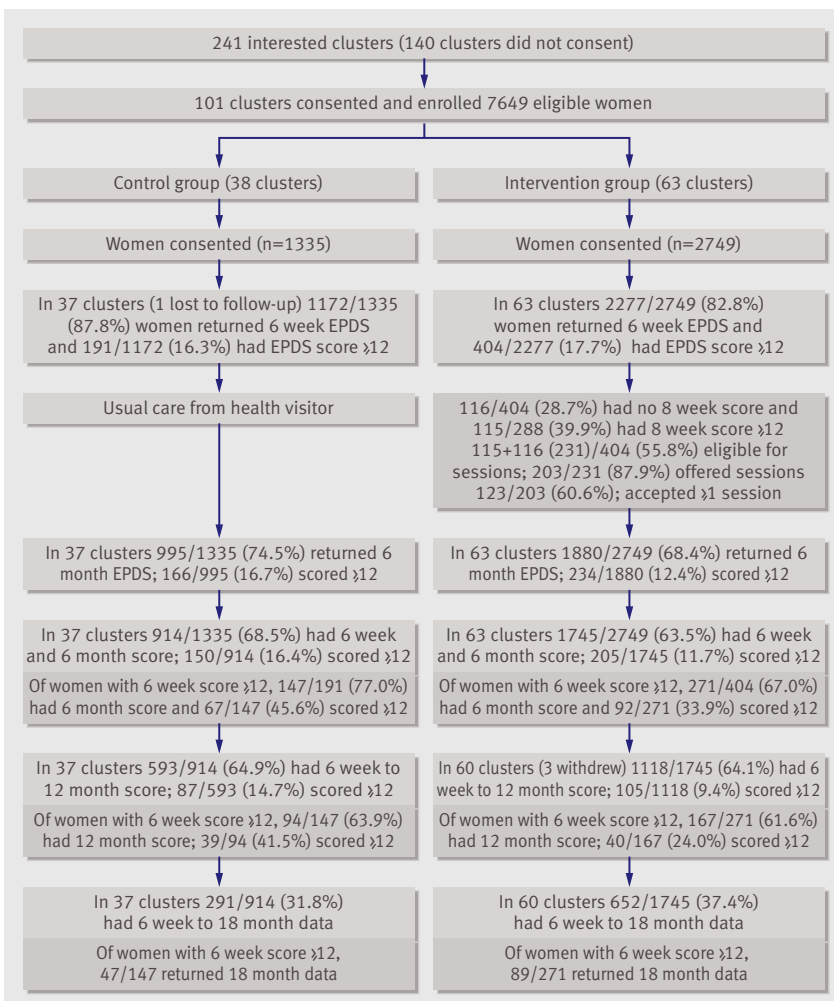 241 interested clusters (140 clusters did not consent)
101 clusters consented and enrolled 7649 eligible women
Control group (38 clusters)
Women consented (n=1335)
In 37 clusters (1 lost to follow-up) 1172/1335
(87.8%) women returned 6 week EPDS
and 191/1172 (16.3%) had EPDS score ≥12
Usual care from health visitor
In 37 clusters 995/1335 (74.5%) returned 6
month EPDS; 166/995 (16.7%) scored ≥12
In 37 clusters 914/1335 (68.5%) had 6 week
and 6 month score; 150/914 (16.4%) scored ≥12
Of women with 6 week score ≥12, 147/191 (77.0%)
had 6 month score and 67/147 (45.6%) scored ≥12
In 37 clusters 593/914 (64.9%) had 6 week to
12 month score; 87/593 (14.7%) scored ≥12
Of women with 6 week score ≥12, 94/147 (63.9%)
had 12 month score; 39/94 (41.5%) scored ≥12
In 37 clusters 291/914 (31.8%)
had 6 week to 18 month data
Of women with 6 week score ≥12,
47/147 returned 18 month data
Intervention group (63 clusters)
Women consented (n=2749)
In 63 clusters 2277/2749 (82.8%)
women returned 6 week EPDS and
404/2277 (17.7%) had EPDS score ≥12
116/404 (28.7%) had no 8 week score and
115/288 (39.9%) had 8 week score ≥12
115+116 (231)/404 (55.8%) eligible for
sessions; 203/231 (87.9%) offered sessions
123/203 (60.6%); accepted ≥1 session
In 63 clusters 1880/2749 (68.4%) returned 6
month EPDS; 234/1880 (12.4%) scored ≥12
In 63 clusters 1745/2749 (63.5%) had 6 week
and 6 month score; 205/1745 (11.7%) scored ≥12
Of women with 6 week score ≥12, 271/404 (67.0%)
had 6 month score and 92/271 (33.9%) scored ≥12
In 60 clusters (3 withdrew) 1118/1745 (64.1%) had 6
week to 12 month score; 105/1118 (9.4%) scored ≥12
Of women with 6 week score ≥12, 167/271 (61.6%)
had 12 month score; 40/167 (24.0%) scored ≥12
In 60 clusters 652/1745 (37.4%)
had 6 week to 18 month data
Of women with 6 week score ≥12,
89/271 returned 18 month data